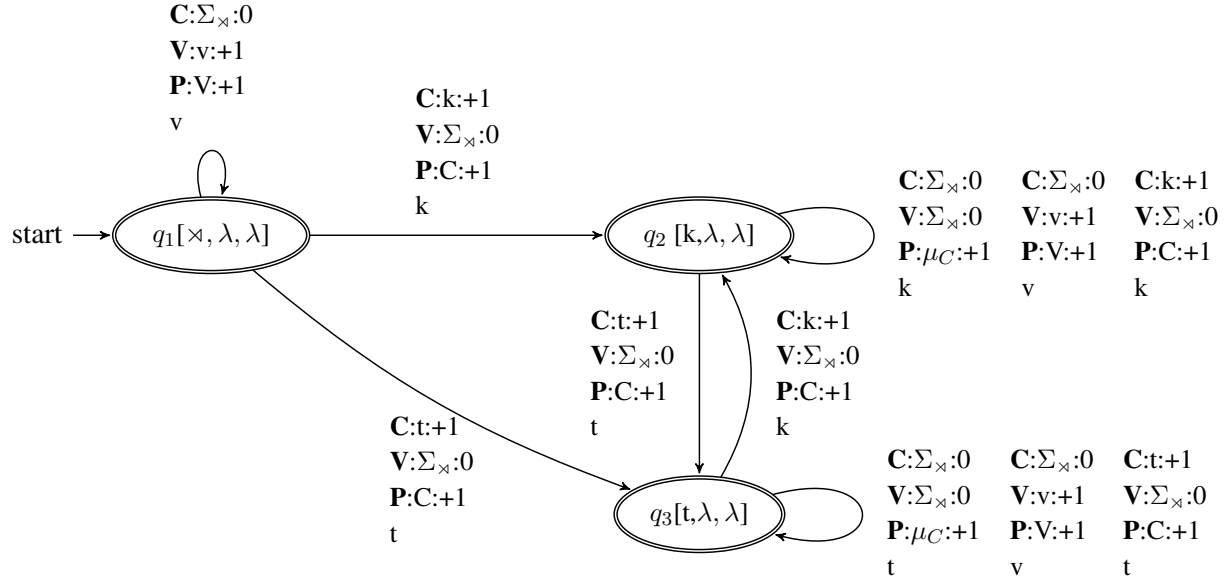 C:Σ⋊:0
V:v:+1
P:V:+1
v
C:k:+1
V:Σ⋊:0
P:C:+1
k
start
q1[⋊, λ, λ]
q2 [k,λ, λ]
C:Σ⋊:0 C:Σ⋊:0 C:k:+1
V:Σ⋊:0 V:v:+1 V:Σ⋊:0
P:μC:+1 P:V:+1 P:C:+1
k v k
C:t:+1
V:Σ⋊:0
P:C:+1
t
C:k:+1
V:Σ⋊:0
P:C:+1
k
C:t:+1
V:Σ⋊:0
P:C:+1
t
q3[t,λ, λ]
C:Σ⋊:0 C:Σ⋊:0 C:t:+1
V:Σ⋊:0 V:v:+1 V:Σ⋊:0
P:μC:+1 P:V:+1 P:C:+1
t v t